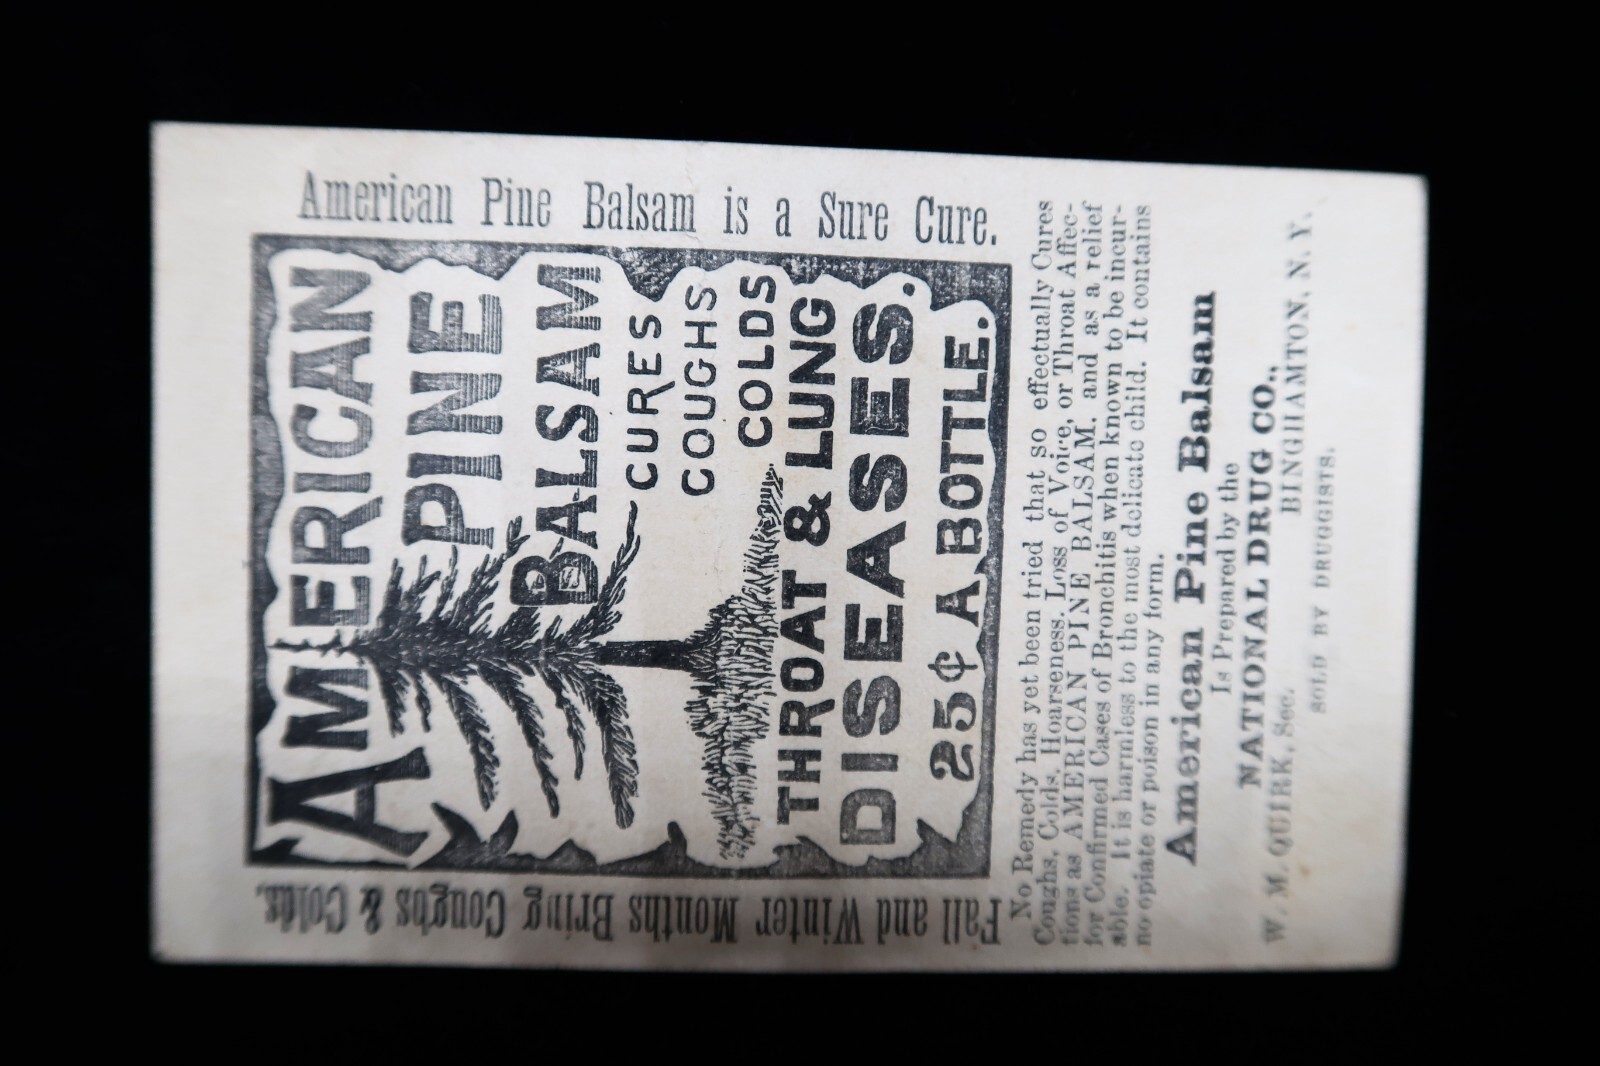 Fall and Winter Months Bring Coughs & Colds.
AMERICAN
PINE
BALSAM
CURES
COUGHS
COLDS
THROAT & LUNG
DISEASES.
25¢ A BOTTLE.
American Pine Balsam is a Sure Cure.
No Remedy has yet been tried that so effectually Cures
Coughs, Colds, Hoarseness, Loss of Voice, or Throat Affec-
tions as AMERICAN PINE BALSAM, and as a relief
for Confirmed Cases of Bronchitis when known to be incur-
able. It is harmless to the most delicate child. It contains
no opiate or poison in any form.
American Pine Balsam
Is Prepared by the
NATIONAL DRUG CO.,
W. M. QUIRK, Sec. BINGHAMTON, N. Y.
SOLD BY DRUGGISTS.